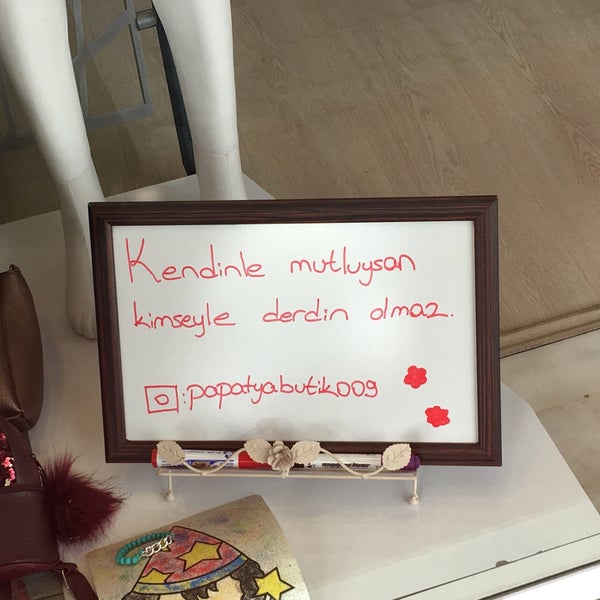 Kendinle mutluysan
kimseyle derdin olmaz.
:papatyabutik009